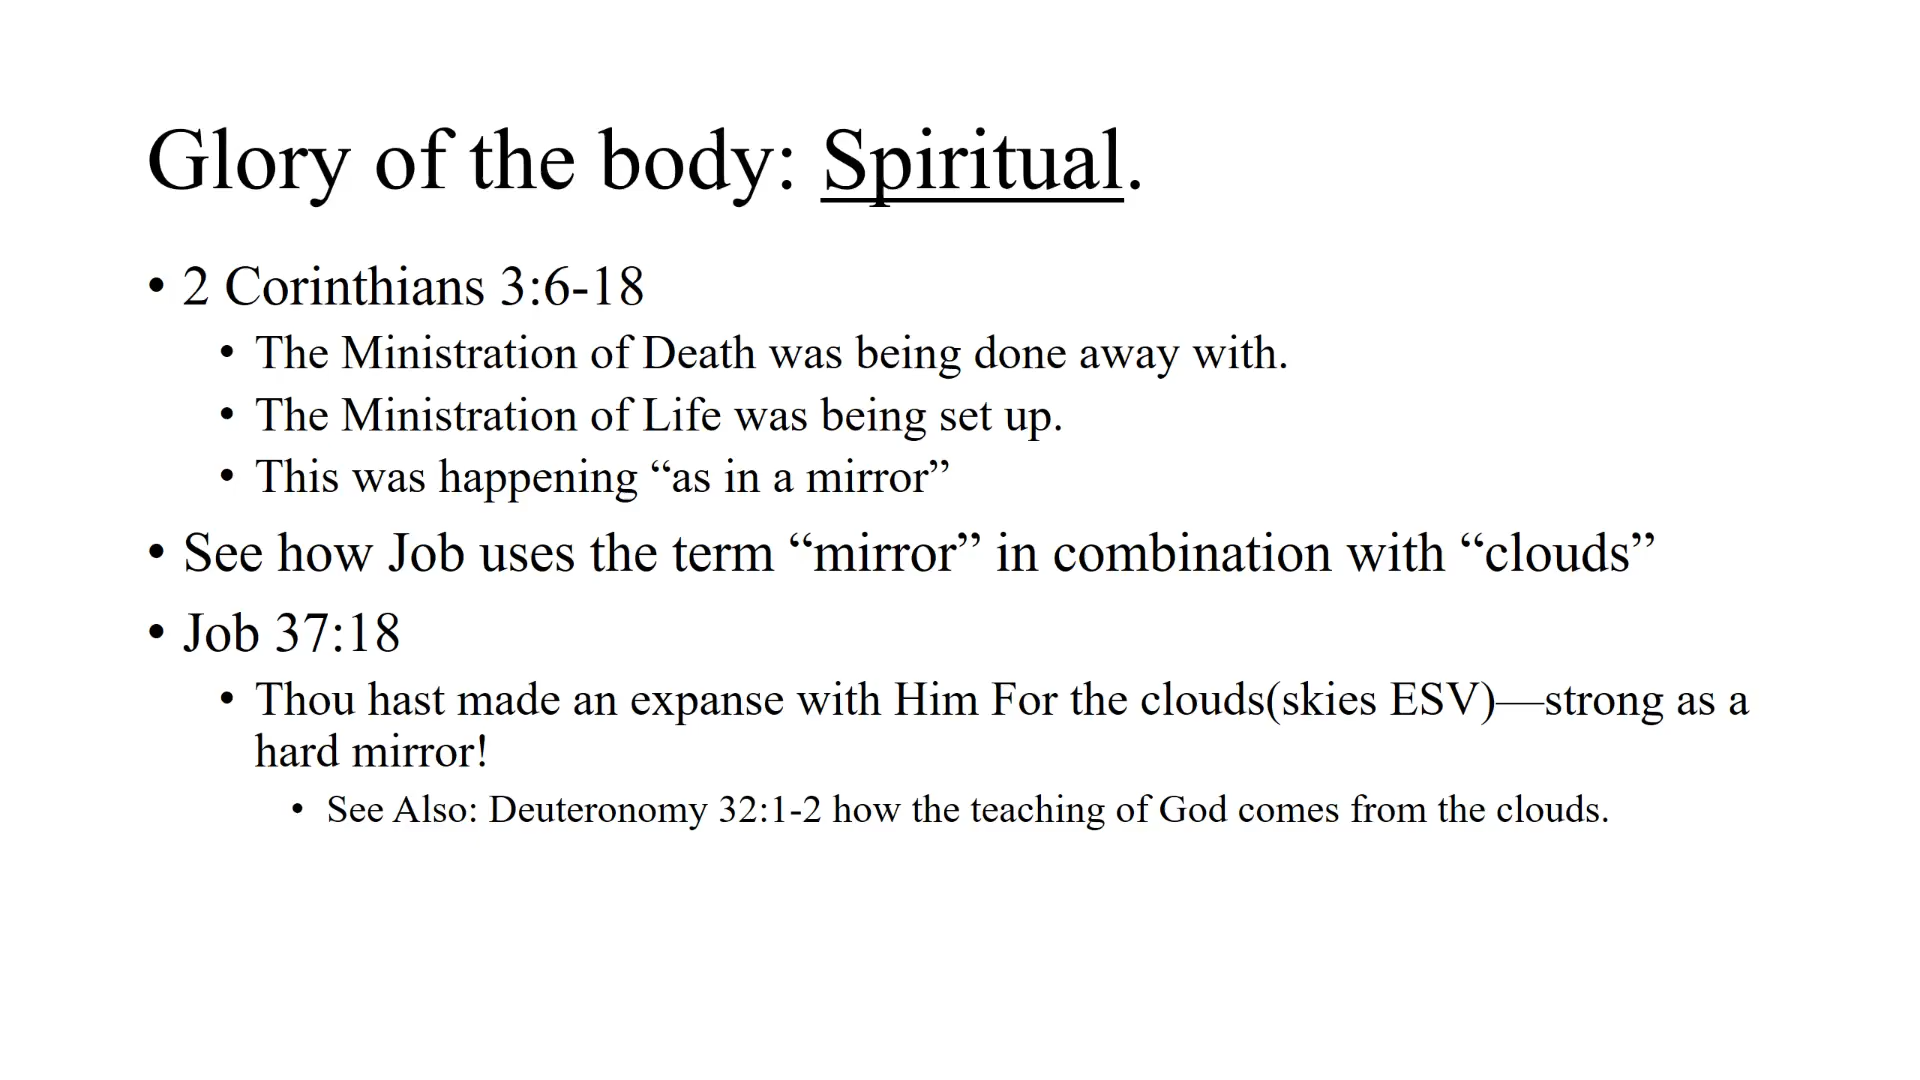 Glory of the body: Spiritual.
• 2 Corinthians 3:6-18
• The Ministration of Death was being done away with.
• The Ministration of Life was being set up.
• This was happening “as in a mirror”
• See how Job uses the term “mirror” in combination with “clouds”
• Job 37:18
• Thou hast made an expanse with Him For the clouds(skies ESV)—strong as a
hard mirror!
• See Also: Deuteronomy 32:1-2 how the teaching of God comes from the clouds.